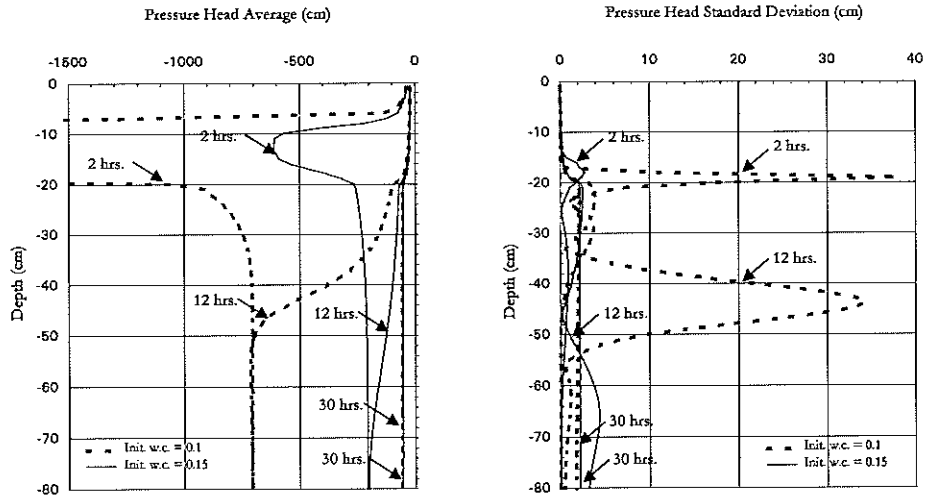 Pressure Head Average (cm)
-1500 -1000 -500 0
0
-10
-20
-30
-40
-50
-60
-70
-80
Depth (cm)
2 hrs.
2 hrs.
12 hrs.
12 hrs.
30 hrs.
30 hrs.
Init. w.c. = 0.1
Init. w.c. = 0.15
Pressure Head Standard Deviation (cm)
0 10 20 30 40
0
-10
-20
-30
-40
-50
-60
-70
-80
Depth (cm)
2 hrs.
2 hrs.
12 hrs.
12 hrs.
30 hrs.
30 hrs.
Init. w.c. = 0.1
Init. w.c. = 0.15